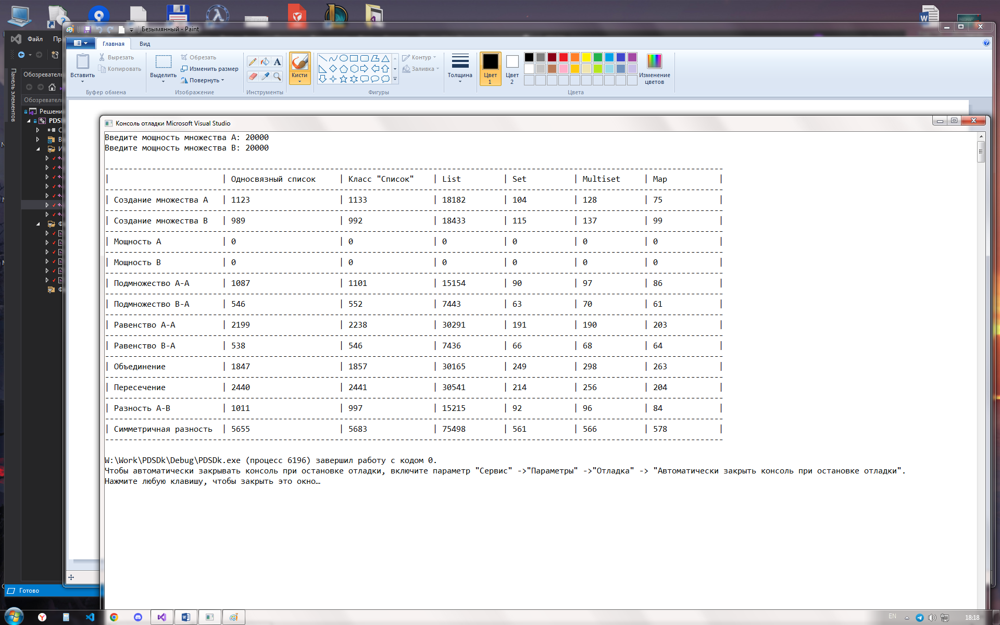 Безымянный - Paint
Файл
Пр
Главная
Вид
Вставить
Вырезать
Копировать
Буфер обмена
Выделить
Обрезать
Изменить размер
Повернуть
Изображение
Инструменты
Кисти
Контур
Заливка
Фигуры
Толщина
Цвет 1
Цвет 2
Изменение цветов
Цвета
Панель элементов
Обозреватель
Обозревател
Решени
PDSI
Консоль отладки Microsoft Visual Studio
Введите мощность множества A: 20000
Введите мощность множества B: 20000
---
| | Односвязный список | Класс "Список" | List | Set | Multiset | Map |
---
| Создание множества A | 1123 | 1133 | 18182 | 104 | 128 | 75 |
---
| Создание множества B | 989 | 992 | 18433 | 115 | 137 | 99 |
---
| Мощность A | 0 | 0 | 0 | 0 | 0 | 0 |
---
| Мощность B | 0 | 0 | 0 | 0 | 0 | 0 |
---
| Подмножество A-A | 1087 | 1101 | 15154 | 90 | 97 | 86 |
---
| Подмножество B-A | 546 | 552 | 7443 | 63 | 70 | 61 |
---
| Равенство A-A | 2199 | 2238 | 30291 | 191 | 190 | 203 |
---
| Равенство B-A | 538 | 546 | 7436 | 66 | 68 | 64 |
---
| Объединение | 1847 | 1857 | 30165 | 249 | 298 | 263 |
---
| Пересечение | 2440 | 2441 | 30541 | 214 | 256 | 204 |
---
| Разность A-B | 1011 | 997 | 15215 | 92 | 96 | 84 |
---
| Симметричная разность | 5655 | 5683 | 75498 | 561 | 566 | 578 |
---
W:\Work\PDSDk\Debug\PDSDk.exe (процесс 6196) завершил работу с кодом 0.
Чтобы автоматически закрывать консоль при остановке отладки, включите параметр "Сервис" ->"Параметры" ->"Отладка" -> "Автоматически закрыть консоль при остановке отладки".
Нажмите любую клавишу, чтобы закрыть это окно…
Готово
EN
18:18